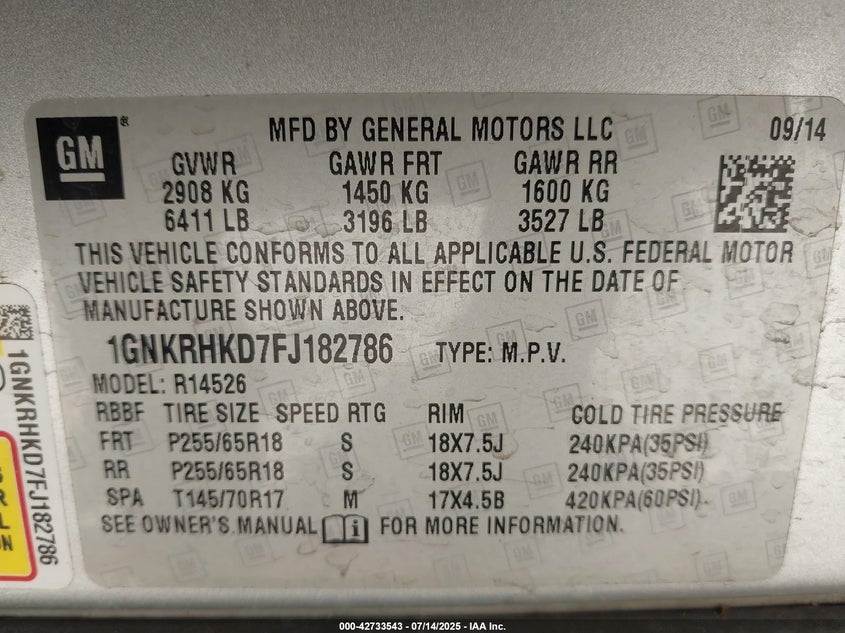 GM ® MFD BY GENERAL MOTORS LLC 09/14
GVWR GAWR FRT GAWR RR
2908 KG 1450 KG 1600 KG
6411 LB 3196 LB 3527 LB
THIS VEHICLE CONFORMS TO ALL APPLICABLE U.S. FEDERAL MOTOR
VEHICLE SAFETY STANDARDS IN EFFECT ON THE DATE OF
MANUFACTURE SHOWN ABOVE.
1GNKRHKD7FJ182786 TYPE: M.P.V.
MODEL: R14526
RBBF TIRE SIZE SPEED RTG RIM COLD TIRE PRESSURE
FRT P255/65R18 S 18X7.5J 240KPA(35PSI)
RR P255/65R18 S 18X7.5J 240KPA(35PSI)
SPA T145/70R17 M 17X4.5B 420KPA(60PSI)
SEE OWNER'S MANUAL i FOR MORE INFORMATION.
1GNKRHKD7FJ182786
000-42733543 - 07/14/2025 - IAA Inc.